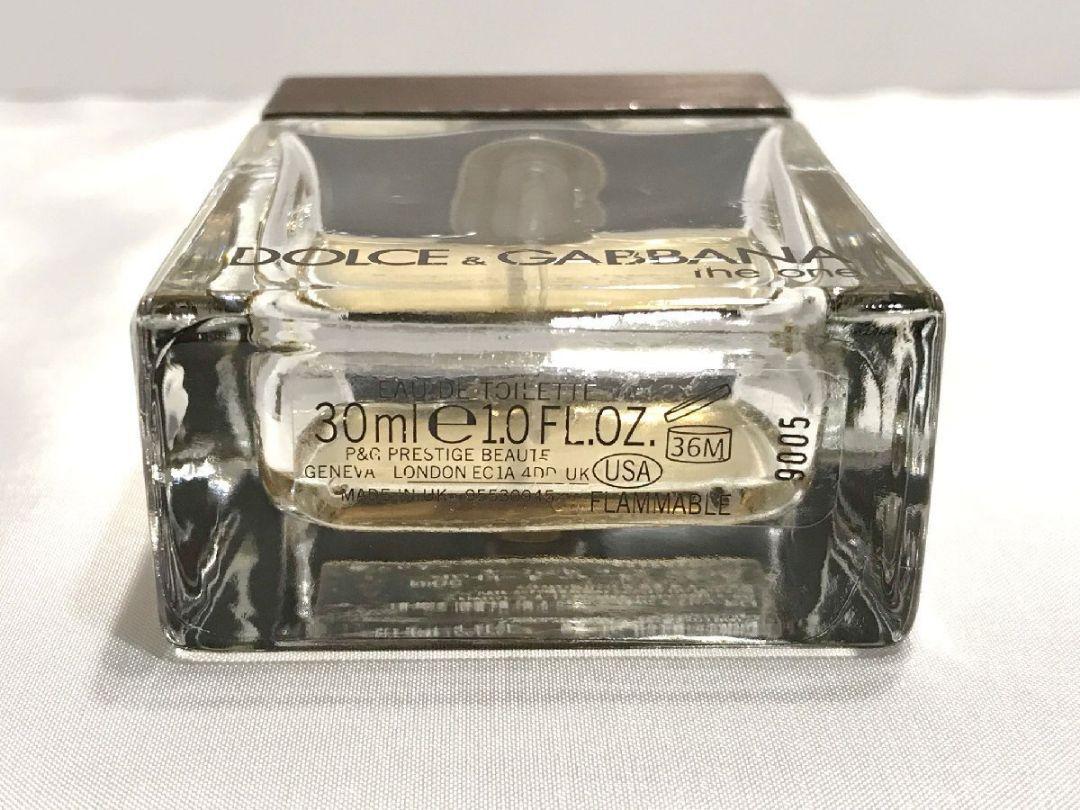 DOLCE & GABBANA
the one
EAU DE TOILETTE
30ml e 1.0 FL.OZ.
36M
P&G PRESTIGE BEAUTE
GENEVA LONDON EC1A 4DD UK USA
MADE IN UK
FLAMMABLE
9005